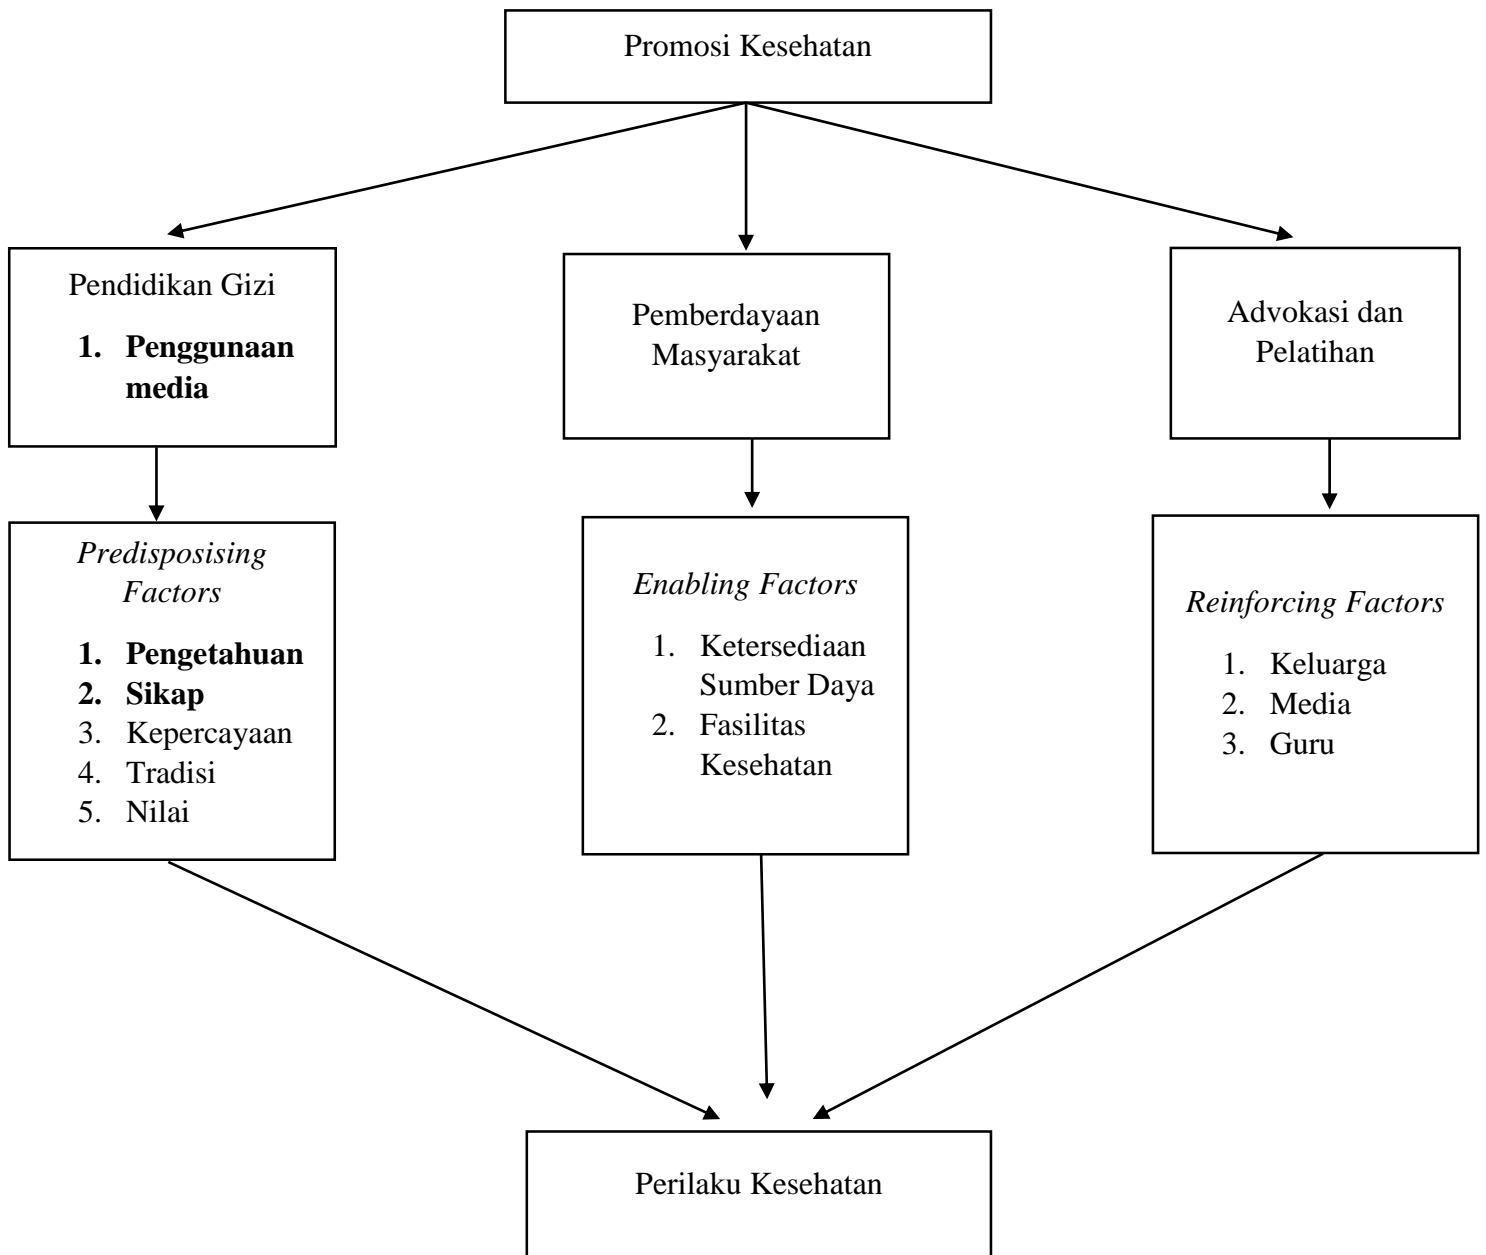 Promosi Kesehatan
Pendidikan Gizi
1. Penggunaan
media
Pemberdayaan
Masyarakat
Advokasi dan
Pelatihan
Predisposising
Factors
1. Pengetahuan
2. Sikap
3. Kepercayaan
4. Tradisi
5. Nilai
Enabling Factors
1. Ketersediaan
Sumber Daya
2. Fasilitas
Kesehatan
Reinforcing Factors
1. Keluarga
2. Media
3. Guru
Perilaku Kesehatan